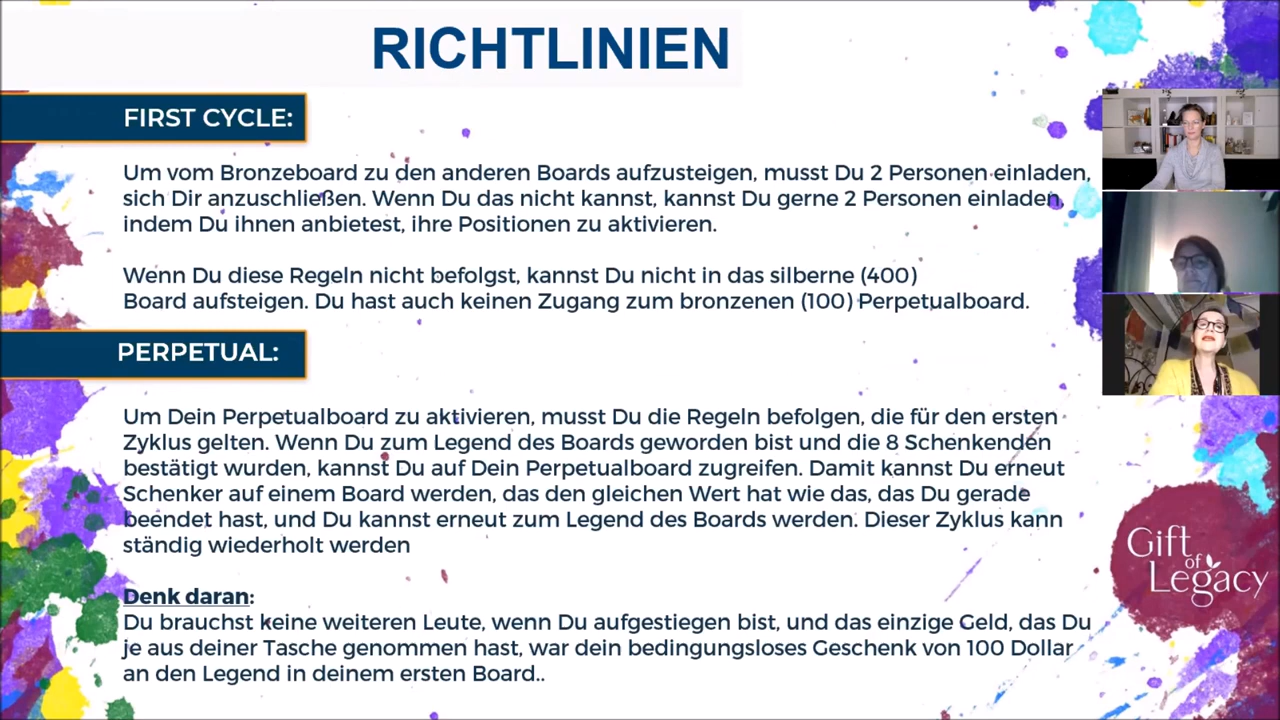 RICHTLINIEN
FIRST CYCLE:
Um vom Bronzeboard zu den anderen Boards aufzusteigen, musst Du 2 Personen einladen,
sich Dir anzuschließen. Wenn Du das nicht kannst, kannst Du gerne 2 Personen einladen,
indem Du ihnen anbietest, ihre Positionen zu aktivieren.
Wenn Du diese Regeln nicht befolgst, kannst Du nicht in das silberne (400)
Board aufsteigen. Du hast auch keinen Zugang zum bronzenen (100) Perpetualboard.
PERPETUAL:
Um Dein Perpetualboard zu aktivieren, musst Du die Regeln befolgen, die für den ersten
Zyklus gelten. Wenn Du zum Legend des Boards geworden bist und die 8 Schenkenden
bestätigt wurden, kannst Du auf Dein Perpetualboard zugreifen. Damit kannst Du erneut
Schenker auf einem Board werden, das den gleichen Wert hat wie das, das Du gerade
beendet hast, und Du kannst erneut zum Legend des Boards werden. Dieser Zyklus kann
ständig wiederholt werden
Denk daran:
Du brauchst keine weiteren Leute, wenn Du aufgestiegen bist, und das einzige Geld, das Du
je aus deiner Tasche genommen hast, war dein bedingungsloses Geschenk von 100 Dollar
an den Legend in deinem ersten Board..
Gift
of
Legacy